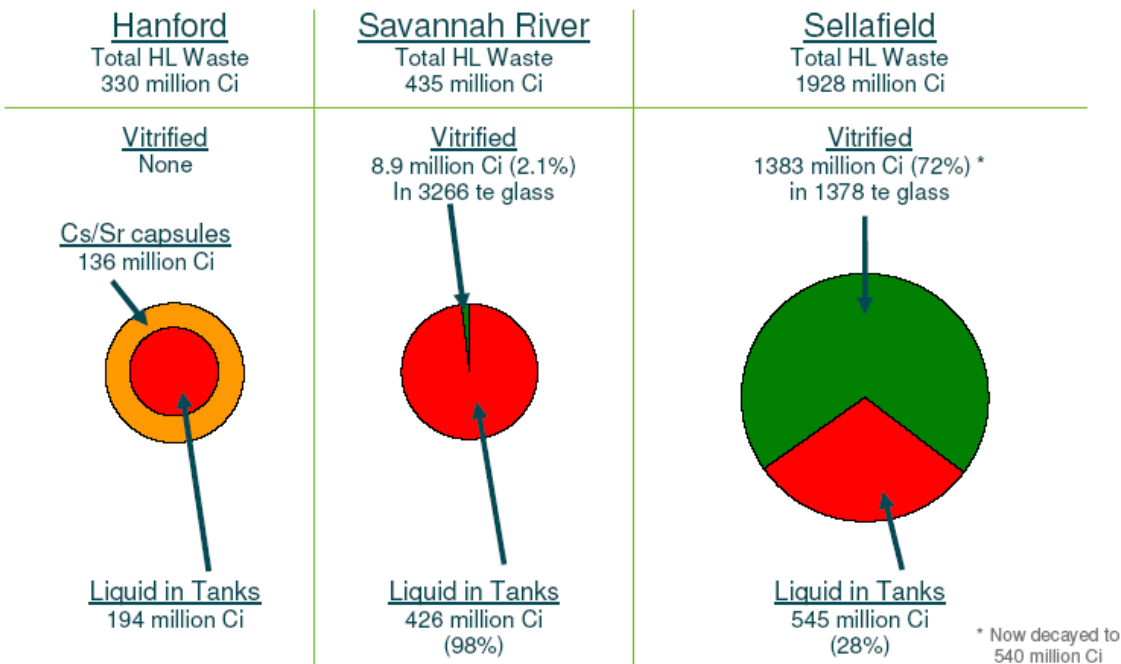 Hanford
Total HL Waste
330 million Ci
Vitrified
None
Cs/Sr capsules
136 million Ci
Liquid in Tanks
194 million Ci
Savannah River
Total HL Waste
435 million Ci
Vitrified
8.9 million Ci (2.1%)
In 3266 te glass
Liquid in Tanks
426 million Ci
(98%)
Sellafield
Total HL Waste
1928 million Ci
Vitrified
1383 million Ci (72%) *
in 1378 te glass
Liquid in Tanks
545 million Ci
(28%)
* Now decayed to
540 million Ci